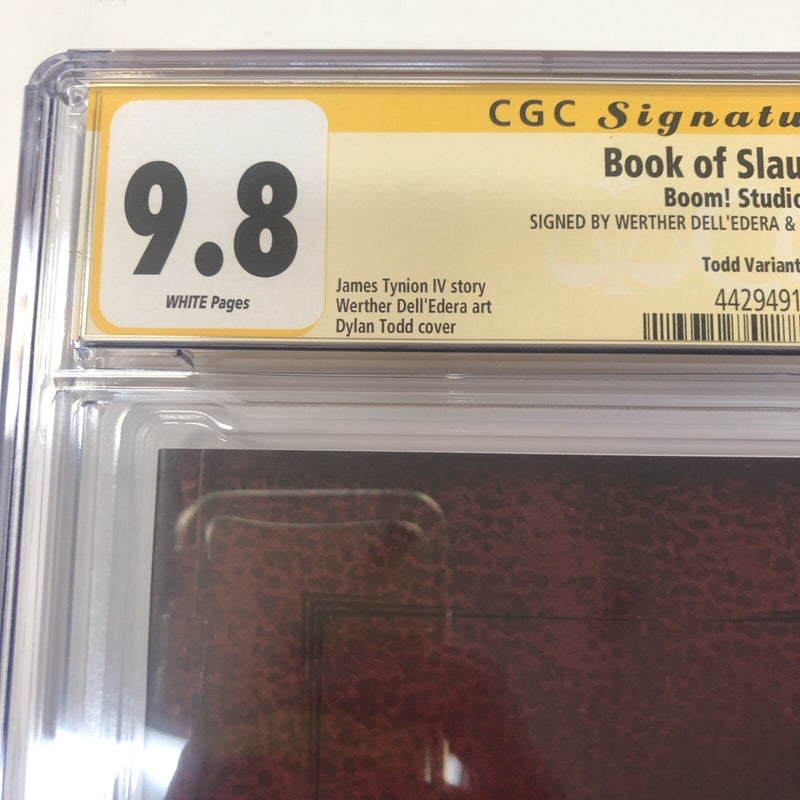 CGC Signatu
9.8
WHITE Pages
Book of Slau
Boom! Studio
SIGNED BY WERTHER DELL'EDERA &
Todd Variant
4429491
James Tynion IV story
Werther Dell'Edera art
Dylan Todd cover